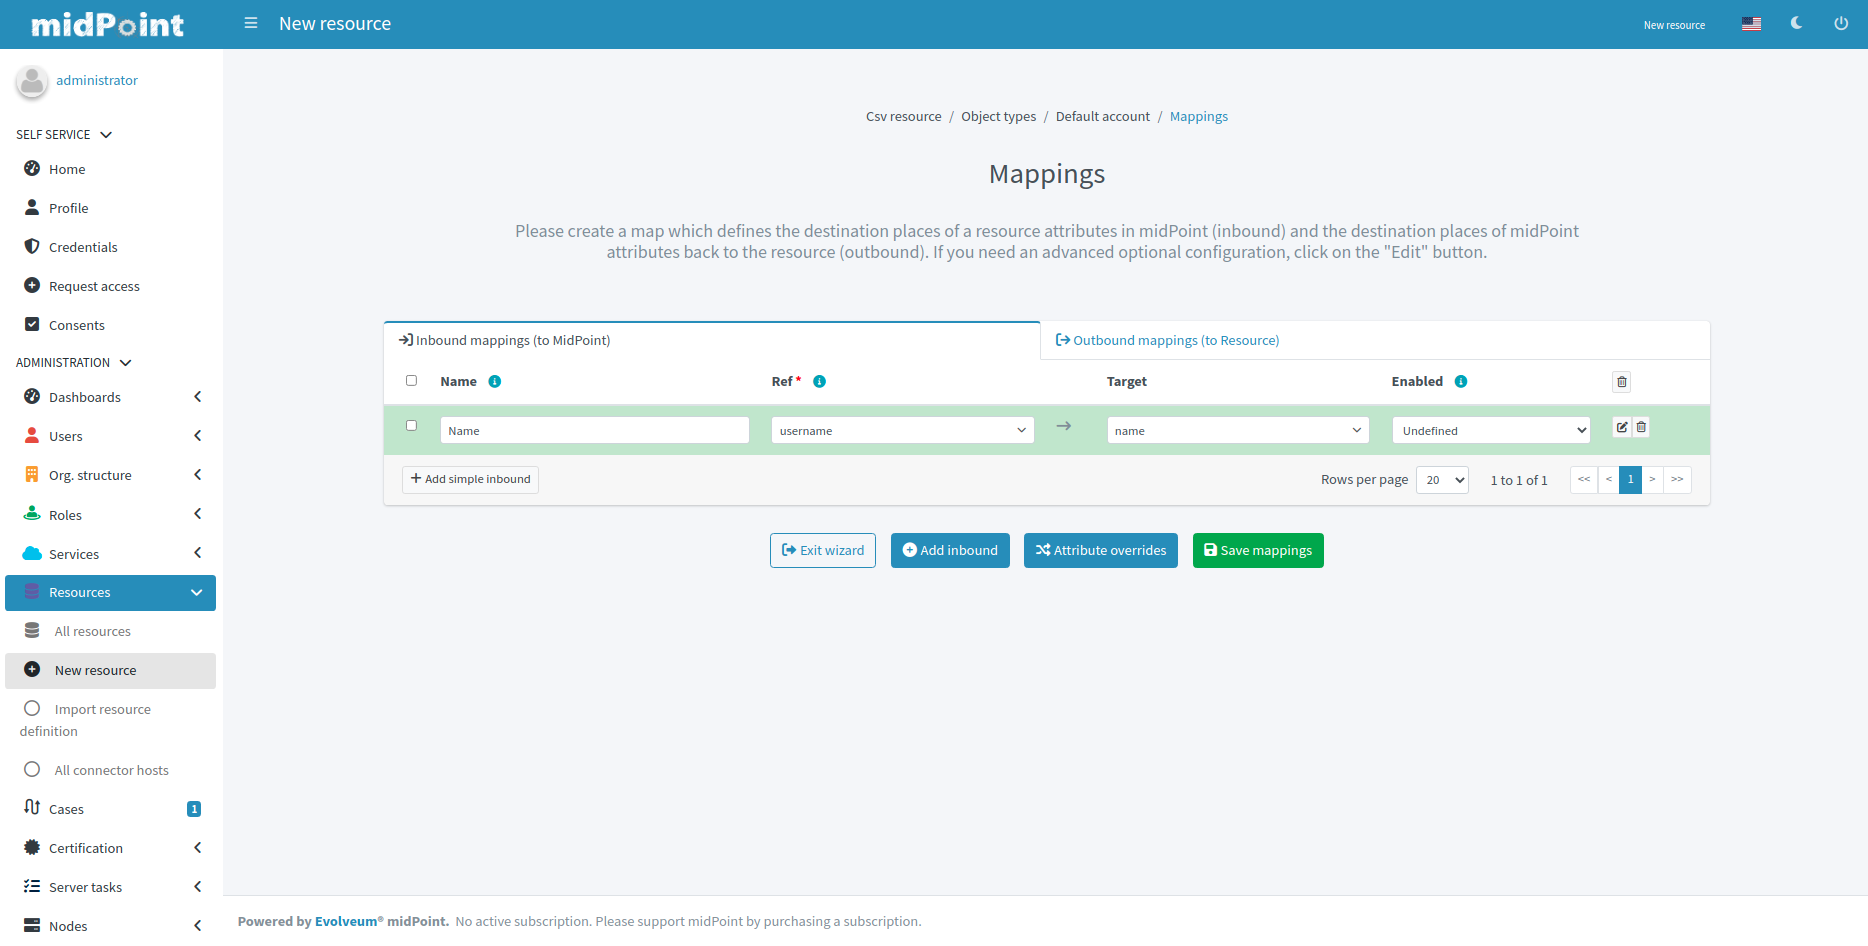 midPoint
New resource
New resource
administrator
SELF SERVICE
Home
Profile
Credentials
Request access
Consents
ADMINISTRATION
Dashboards
Users
Org. structure
Roles
Services
Resources
All resources
New resource
Import resource
definition
All connector hosts
Cases 1
Certification
Server tasks
Nodes
Csv resource / Object types / Default account / Mappings
Mappings
Please create a map which defines the destination places of a resource attributes in midPoint (inbound) and the destination places of midPoint
attributes back to the resource (outbound). If you need an advanced optional configuration, click on the "Edit" button.
Inbound mappings (to MidPoint) Outbound mappings (to Resource)
Name Ref * Target Enabled
Name username → name Undefined
+ Add simple inbound Rows per page 20 1 to 1 of 1 << < 1 > >>
Exit wizard Add inbound Attribute overrides Save mappings
Powered by Evolveum® midPoint. No active subscription. Please support midPoint by purchasing a subscription.